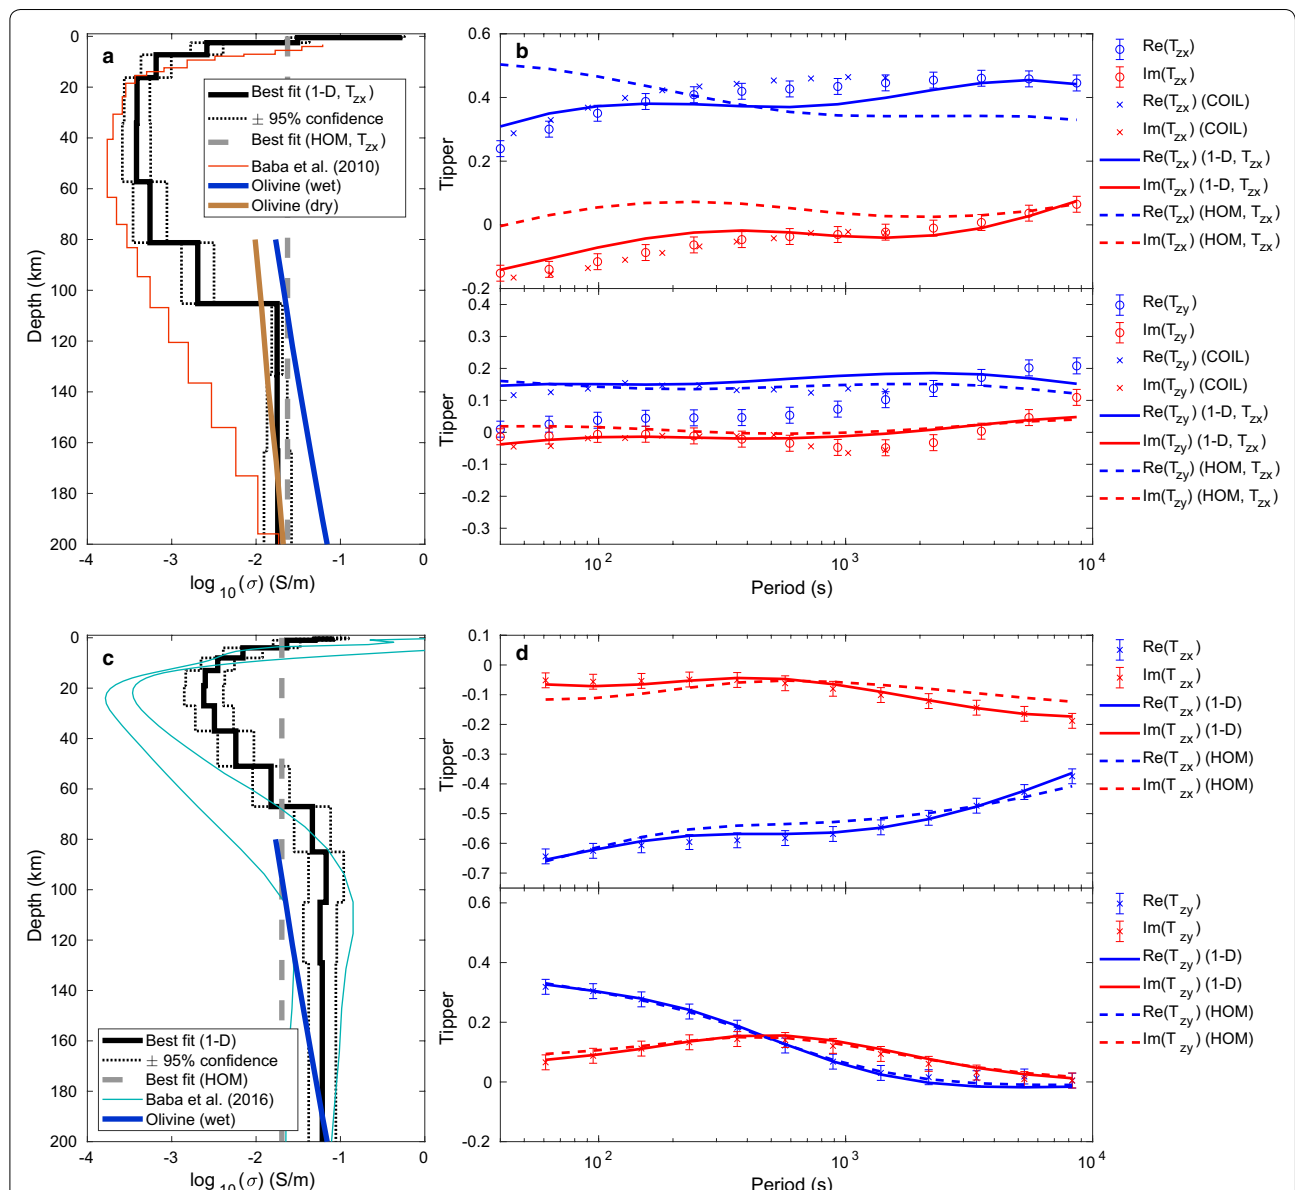 a
0
20
40
60
80
100
120
140
160
180
200
Depth (km)
-4
-3
-2
-1
0
log 10 (σ) (S/m)
Best fit (1-D, Tzx)
± 95% confidence
Best fit (HOM, Tzx)
Baba et al. (2010)
Olivine (wet)
Olivine (dry)
b
0.6
0.4
0.2
0
-0.2
Tipper
Re(Tzx)
Im(Tzx)
Re(Tzx) (COIL)
Im(Tzx) (COIL)
Re(Tzx) (1-D, Tzx)
Im(Tzx) (1-D, Tzx)
Re(Tzx) (HOM, Tzx)
Im(Tzx) (HOM, Tzx)
0.4
0.3
0.2
0.1
0
-0.1
-0.2
-0.3
Tipper
10^2
10^3
10^4
Period (s)
Re(Tzy)
Im(Tzy)
Re(Tzy) (COIL)
Im(Tzy) (COIL)
Re(Tzy) (1-D, Tzx)
Im(Tzy) (1-D, Tzx)
Re(Tzy) (HOM, Tzx)
Im(Tzy) (HOM, Tzx)
c
0
20
40
60
80
100
120
140
160
180
200
Depth (km)
-4
-3
-2
-1
0
log 10 (σ) (S/m)
Best fit (1-D)
± 95% confidence
Best fit (HOM)
Baba et al. (2016)
Olivine (wet)
d
0.1
0
-0.1
-0.2
-0.3
-0.4
-0.5
-0.6
-0.7
Tipper
Re(Tzx)
Im(Tzx)
Re(Tzx) (1-D)
Im(Tzx) (1-D)
Re(Tzx) (HOM)
Im(Tzx) (HOM)
0.6
0.4
0.2
0
-0.2
Tipper
10^2
10^3
10^4
Period (s)
Re(Tzy)
Im(Tzy)
Re(Tzy) (1-D)
Im(Tzy) (1-D)
Re(Tzy) (HOM)
Im(Tzy) (HOM)